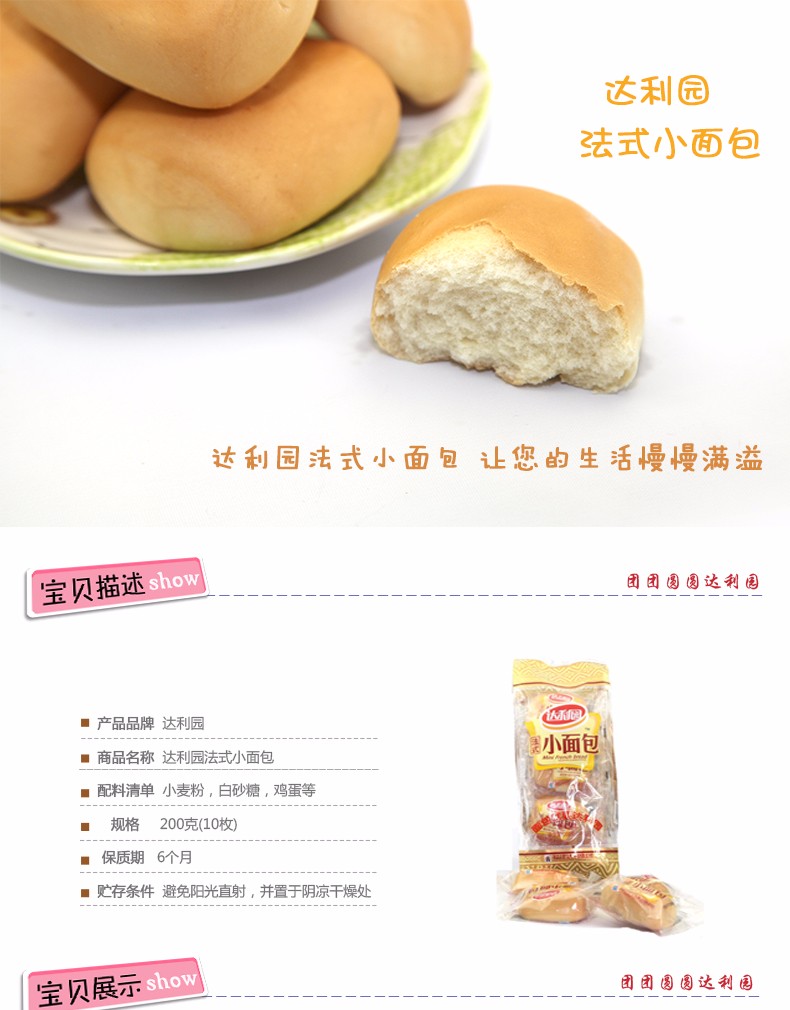 达利园
法式小面包
达利园法式小面包 让您的生活慢慢满溢
宝贝描述show
团团圆圆达利园
产品品牌 达利园
商品名称 达利园法式小面包
配料清单 小麦粉，白砂糖，鸡蛋等
规格 200克(10枚)
保质期 6个月
贮存条件 避免阳光直射，并置于阴凉干燥处
达利园
法式
小面包
宝贝展示show
团团圆圆达利园